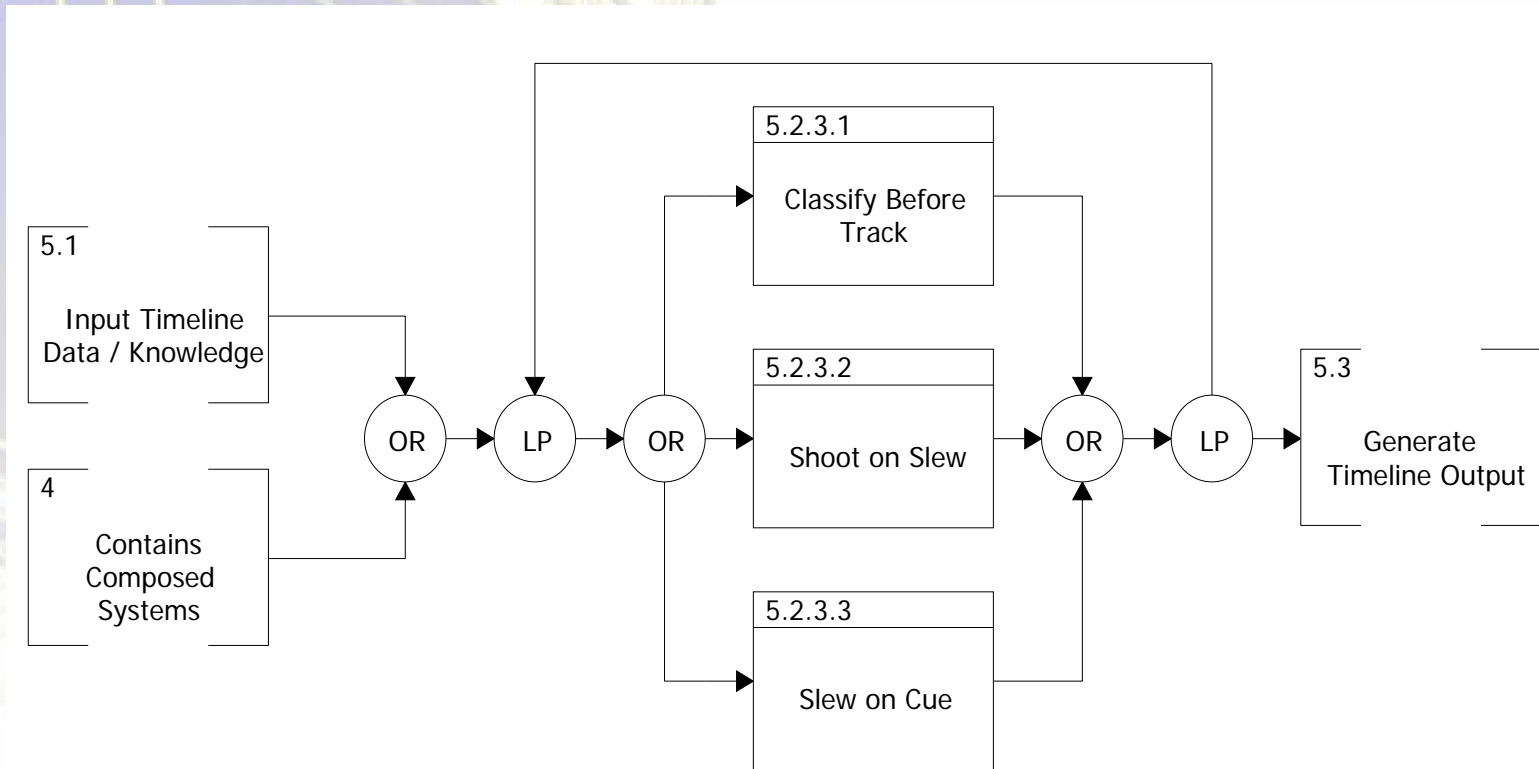 5.1
Input Timeline
Data / Knowledge
4
Contains
Composed
Systems
OR
LP
OR
5.2.3.1
Classify Before
Track
5.2.3.2
Shoot on Slew
5.2.3.3
Slew on Cue
OR
LP
5.3
Generate
Timeline Output